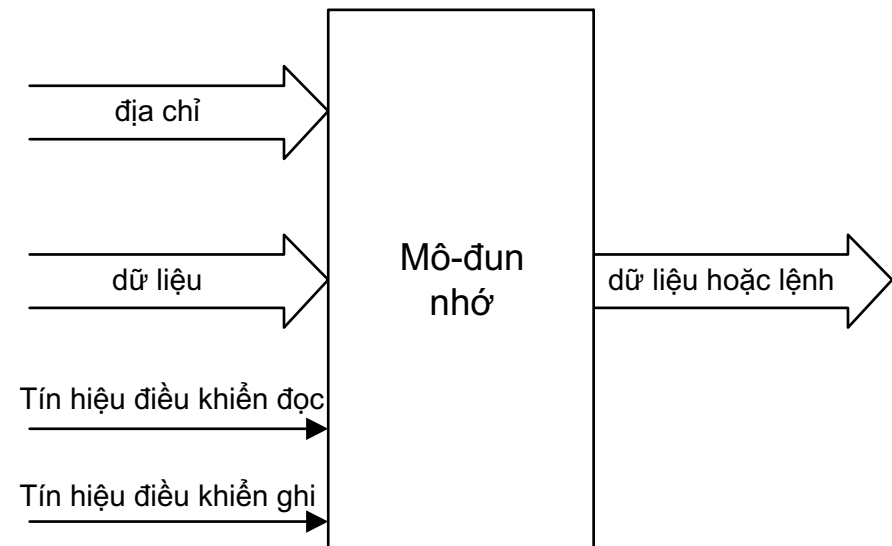 địa chỉ
dữ liệu
Mô-đun
nhớ
dữ liệu hoặc lệnh
Tín hiệu điều khiển đọc
Tín hiệu điều khiển ghi